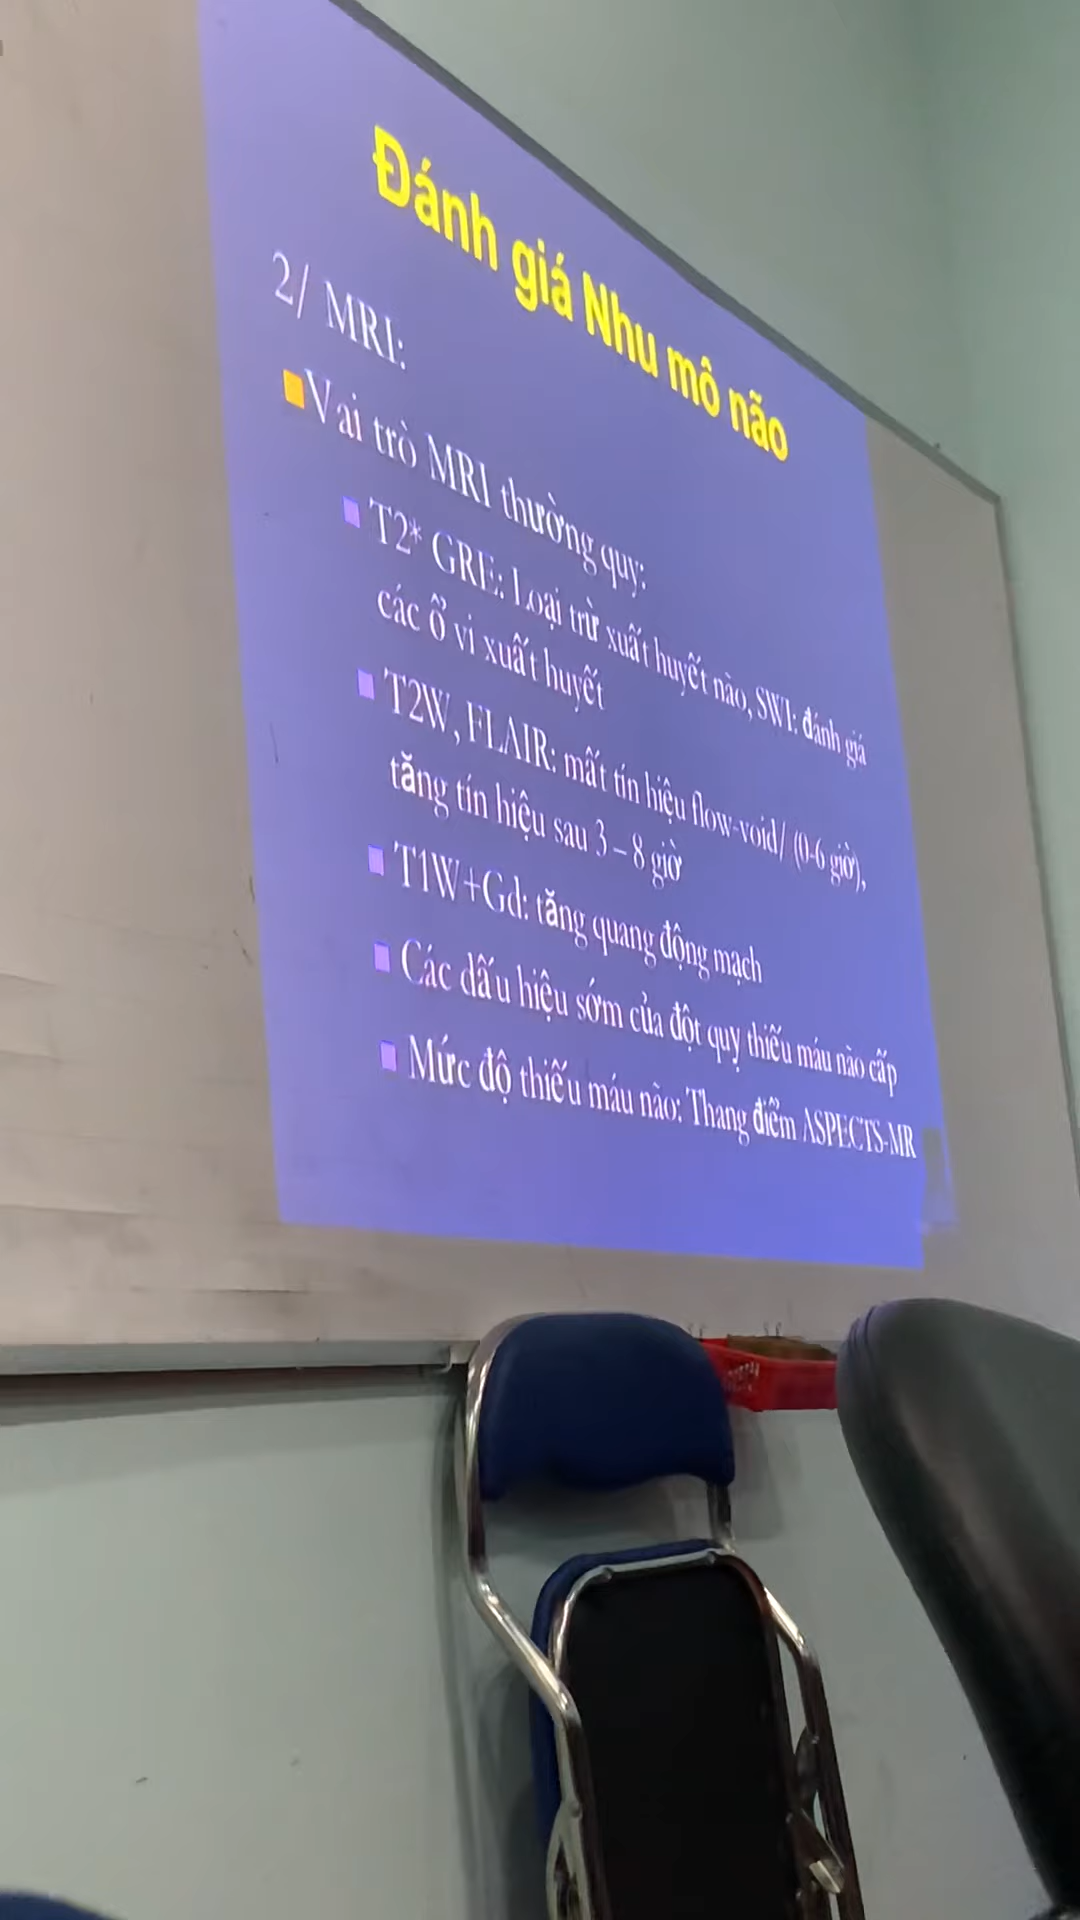 Đánh giá Nhu mô não
2/ MRI:
Vai trò MRI thường quy:
T2* GRE: Loại trừ xuất huyết não, SWI: đánh giá
các ổ vi xuất huyết
T2W, FLAIR: mất tín hiệu flow-void/ (0-6 giờ),
tăng tín hiệu sau 3 – 8 giờ
T1W+Gd: tăng quang động mạch
Các dấu hiệu sớm của đột quỵ thiếu máu não cấp
Mức độ thiếu máu não: Thang điểm ASPECTS-MR